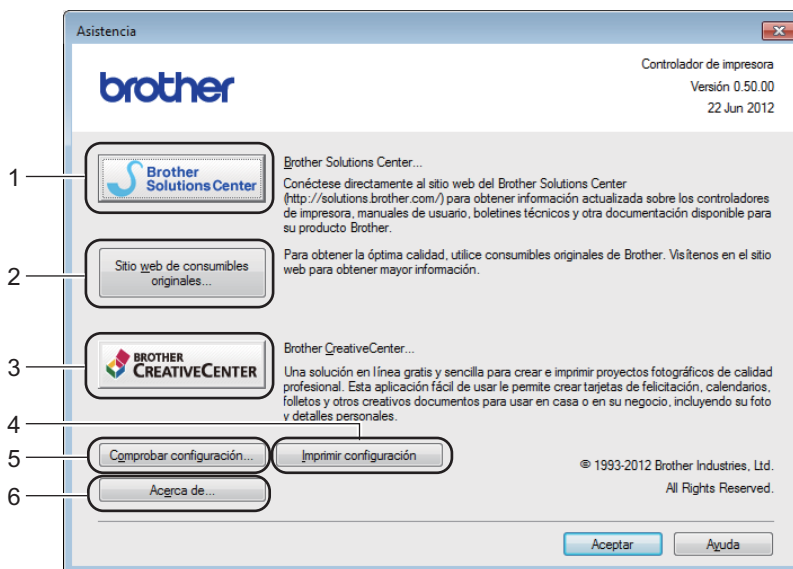 Asistencia
brother
Controlador de impresora
Versión 0.50.00
22 Jun 2012
1
Brother
Solutions Center
Brother Solutions Center...
Conéctese directamente al sitio web del Brother Solutions Center
(http://solutions.brother.com/) para obtener información actualizada sobre los controladores
de impresora, manuales de usuario, boletines técnicos y otra documentación disponible para
su producto Brother.
2
Sitio web de consumibles
originales...
Para obtener la óptima calidad, utilice consumibles originales de Brother. Visítenos en el sitio
web para obtener mayor información.
3
BROTHER
CREATIVECENTER
Brother CreativeCenter...
Una solución en línea gratis y sencilla para crear e imprimir proyectos fotográficos de calidad
profesional. Esta aplicación fácil de usar le permite crear tarjetas de felicitación, calendarios,
folletos y otros creativos documentos para usar en casa o en su negocio, incluyendo su foto
y detalles personales.
4
5
Comprobar configuración...
Imprimir configuración
6
Acerca de...
© 1993-2012 Brother Industries, Ltd.
All Rights Reserved.
Aceptar
Ayuda